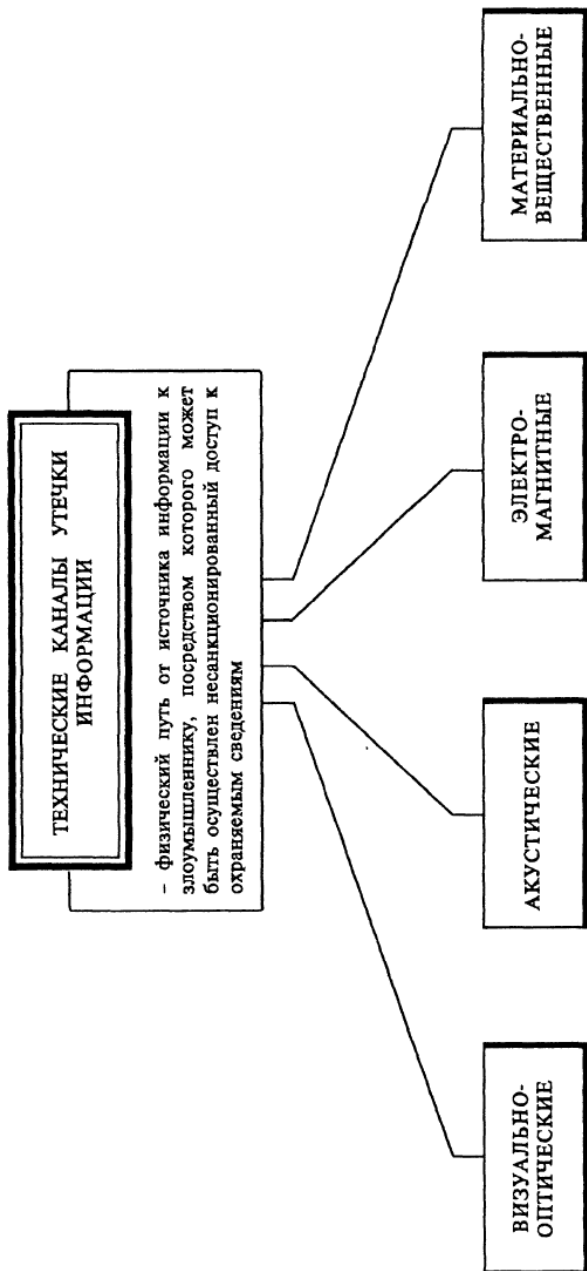 ТЕХНИЧЕСКИЕ КАНАЛЫ УТЕЧКИ
ИНФОРМАЦИИ
– физический путь от источника информации к
злоумышленнику, посредством которого может
быть осуществлен несанкционированный доступ к
охраняемым сведениям
ВИЗУАЛЬНО-
ОПТИЧЕСКИЕ
АКУСТИЧЕСКИЕ
ЭЛЕКТРО-
МАГНИТНЫЕ
МАТЕРИАЛЬНО-
ВЕЩЕСТВЕННЫЕ